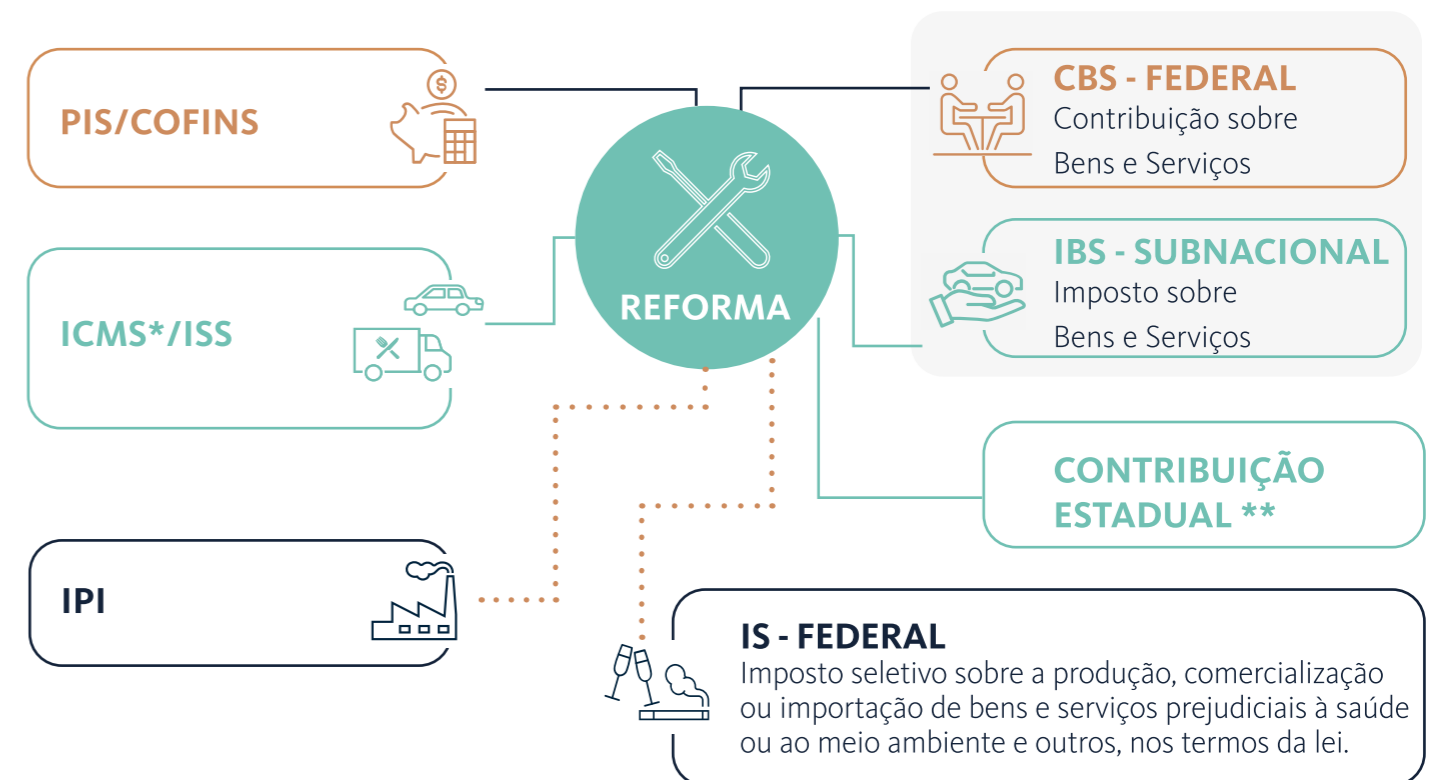 PIS/COFINS
$
ICMS*/ISS
IPI
REFORMA
CBS - FEDERAL
Contribuição sobre
Bens e Serviços
IBS - SUBNACIONAL
Imposto sobre
Bens e Serviços
CONTRIBUIÇÃO
ESTADUAL **
IS - FEDERAL
Imposto seletivo sobre a produção, comercialização
ou importação de bens e serviços prejudiciais à saúde
ou ao meio ambiente e outros, nos termos da lei.